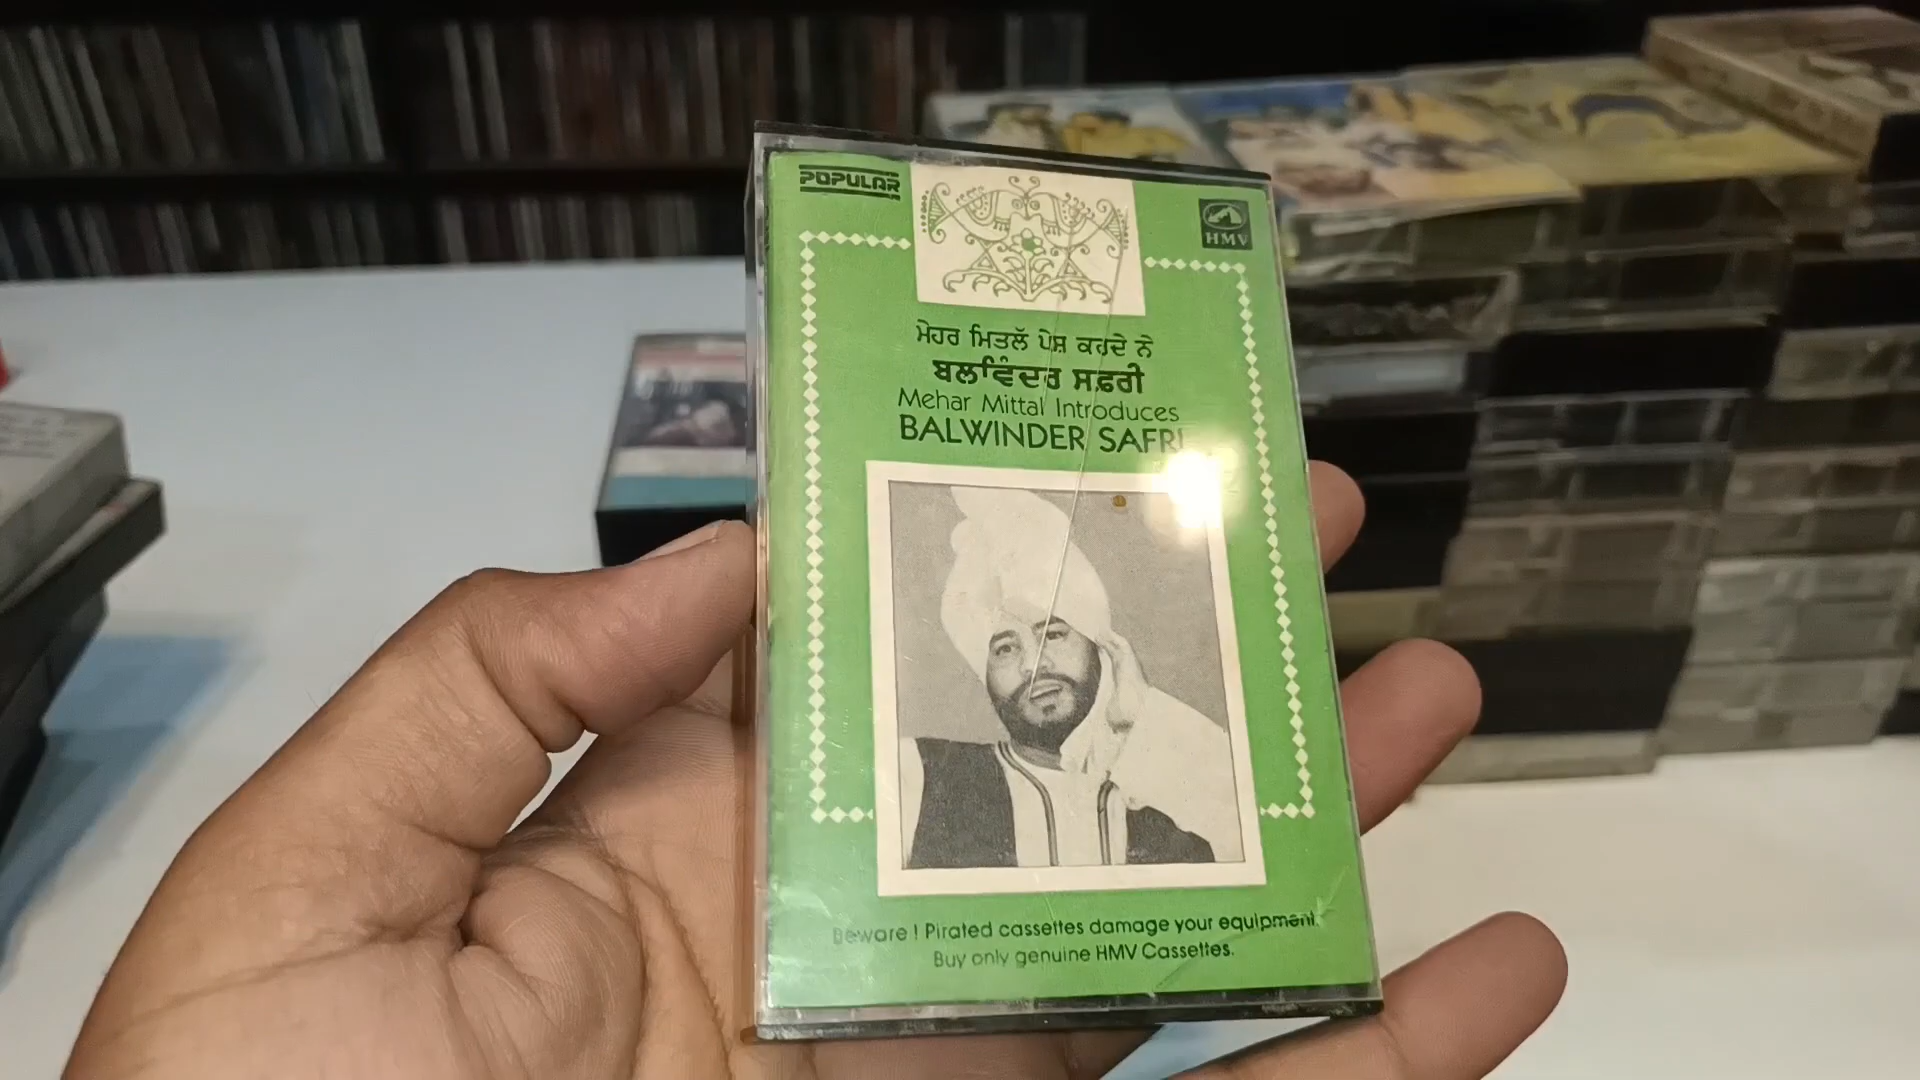 POPULAR
HMV
ਮੇਹਰ ਮਿਤਲੱ ਪੇਸ਼ ਕਰਦੇ ਨੇ
ਬਲਵਿੰਦਰ ਸਫ਼ਰੀ
Mehar Mittal Introduces
BALWINDER SAFRI
Beware ! Pirated cassettes damage your equipment.
Buy only genuine HMV Cassettes.